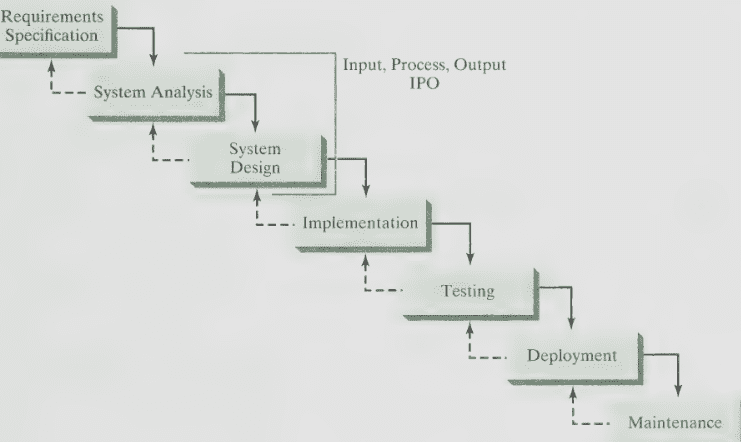 Requirements
Specification
Input, Process, Output
IPO
System Analysis
System
Design
Implementation
Testing
Deployment
Maintenance